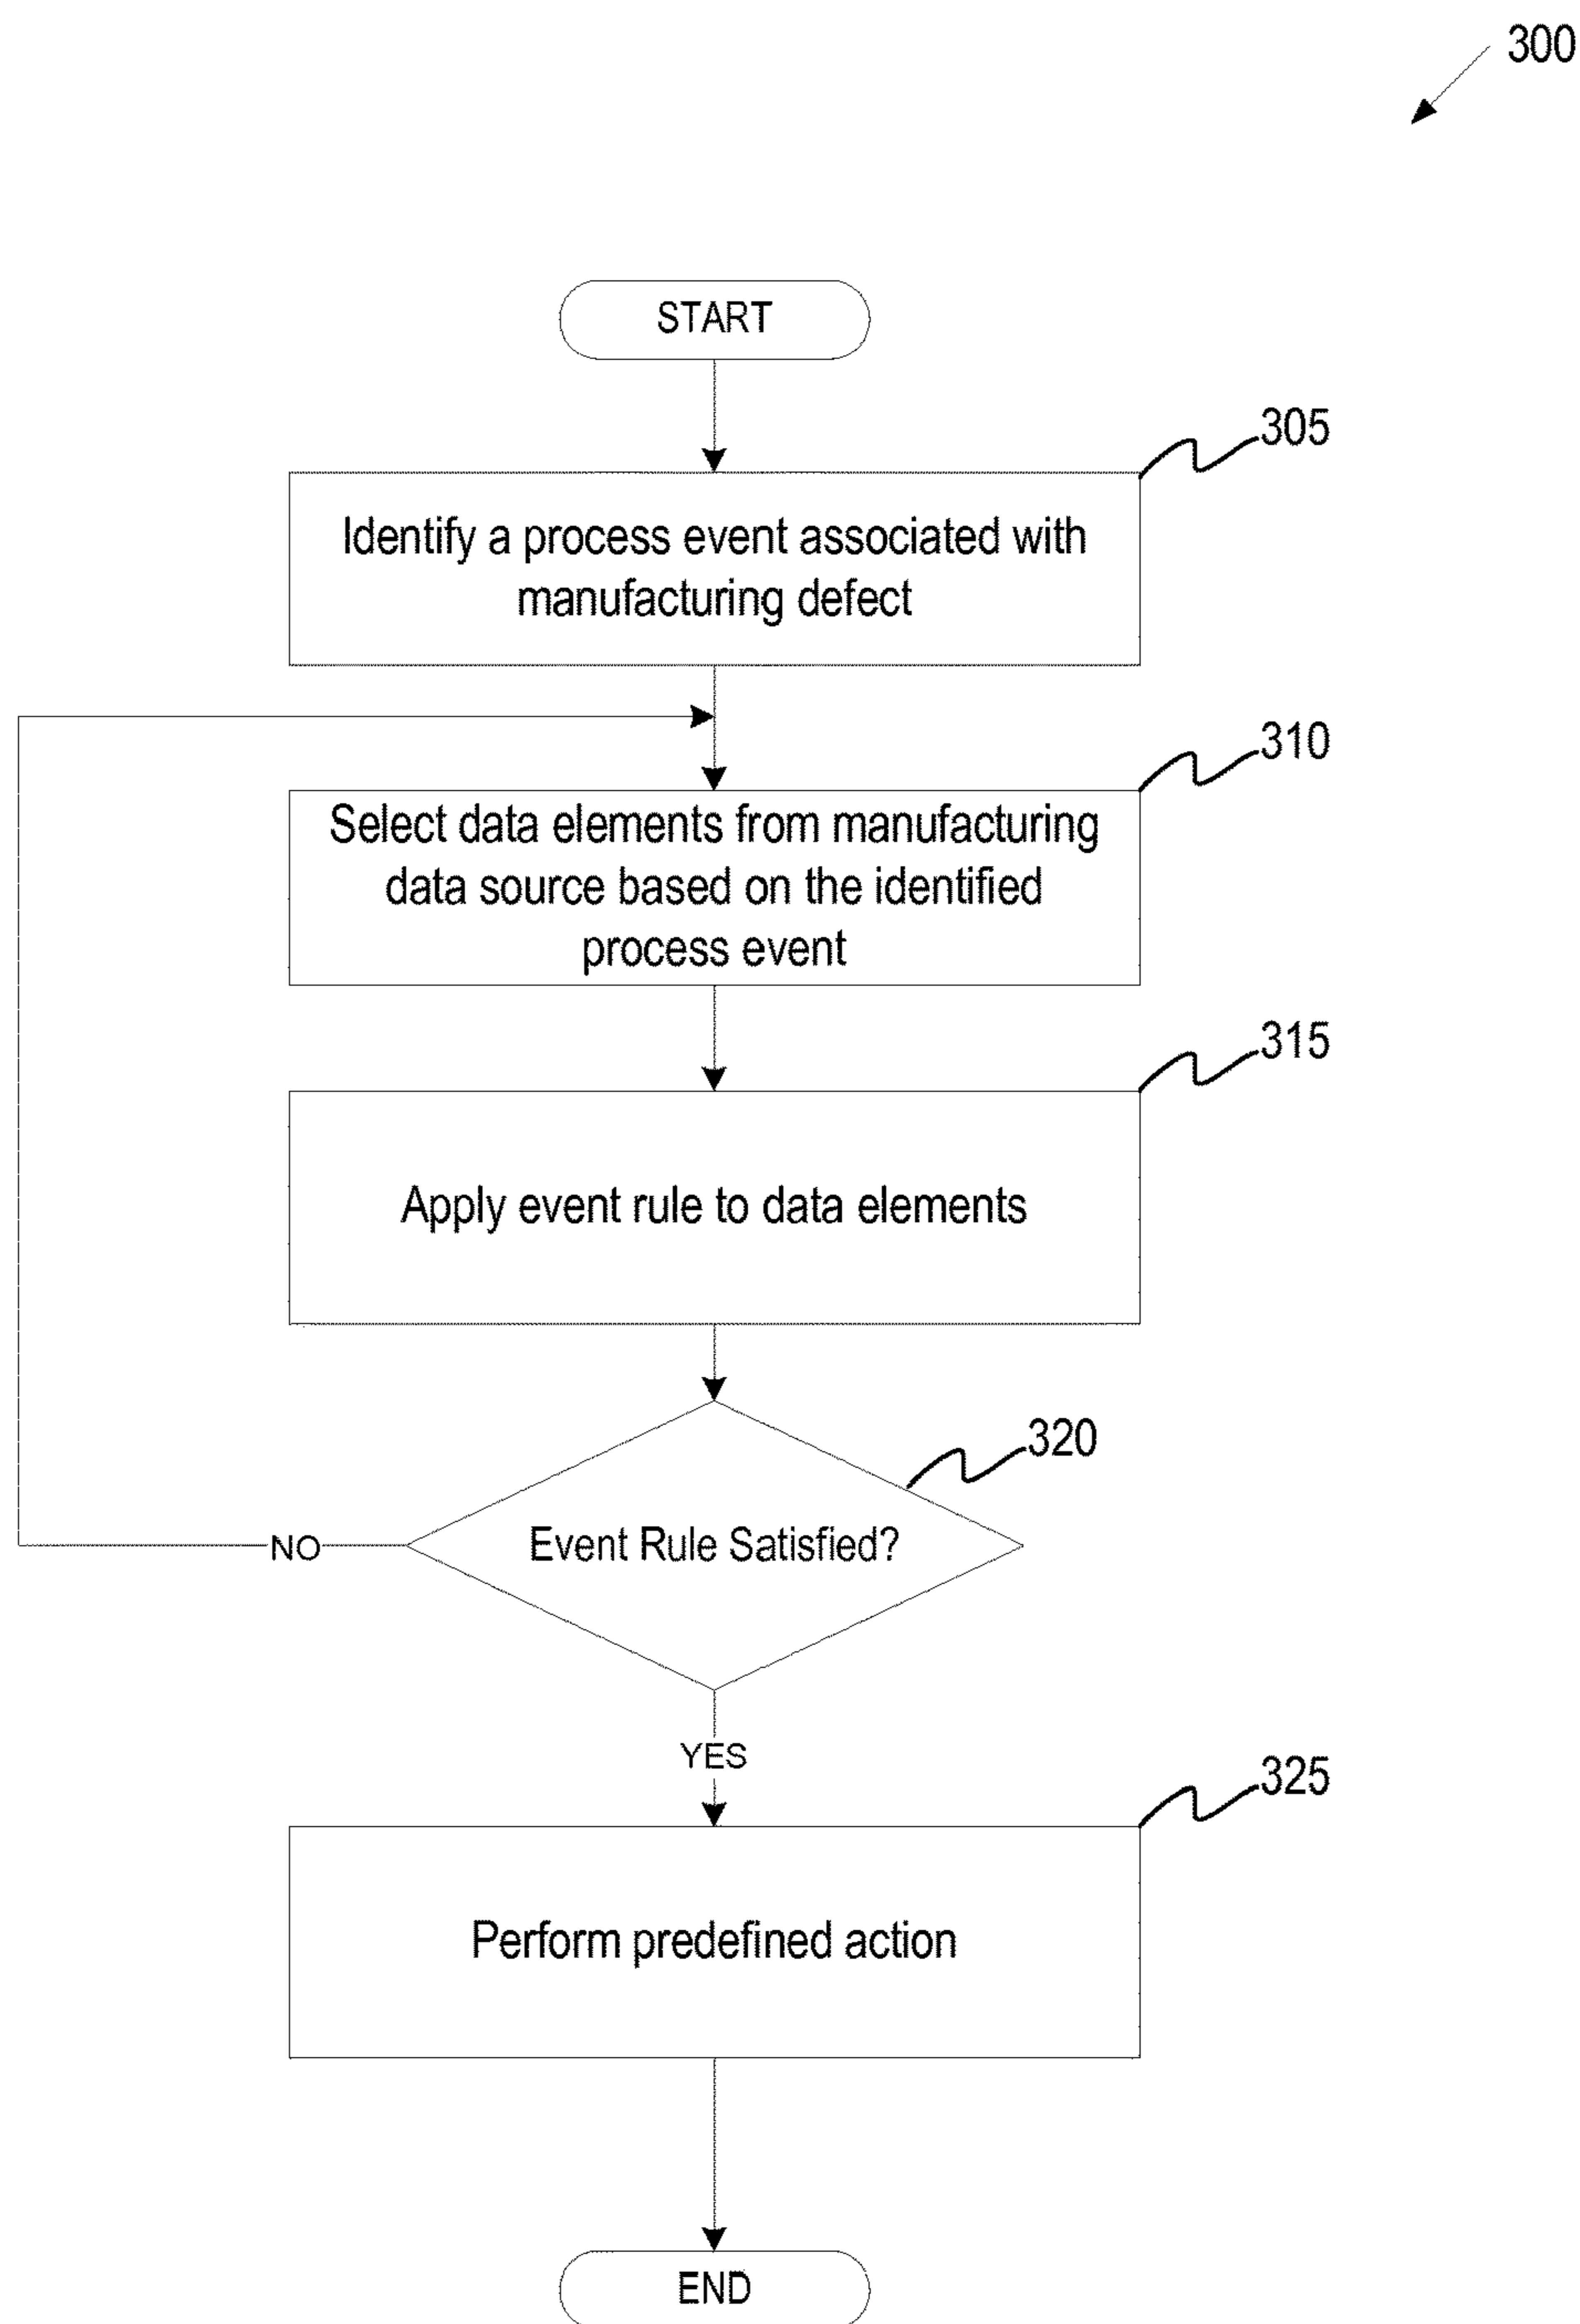 300
START
305
Identify a process event associated with
manufacturing defect
310
Select data elements from manufacturing
data source based on the identified
process event
315
Apply event rule to data elements
320
Event Rule Satisfied?
NO
YES
325
Perform predefined action
END